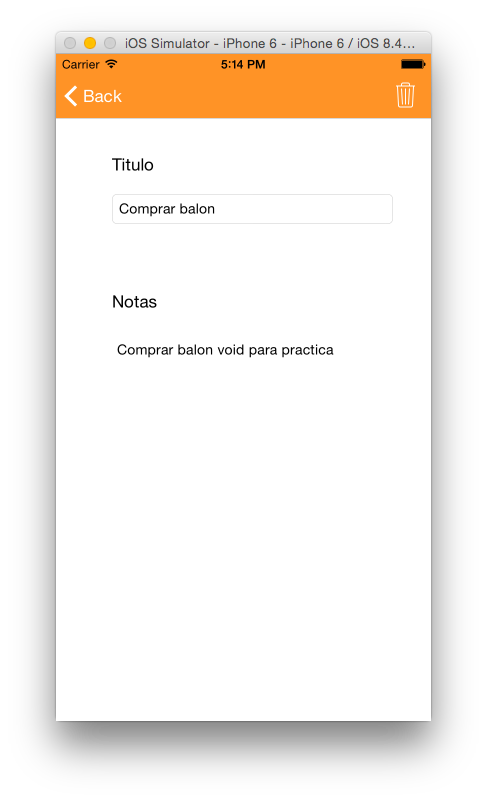 iOS Simulator - iPhone 6 - iPhone 6 / iOS 8.4...
Carrier 5:14 PM
Back
Titulo
Comprar balon
Notas
Comprar balon void para practica